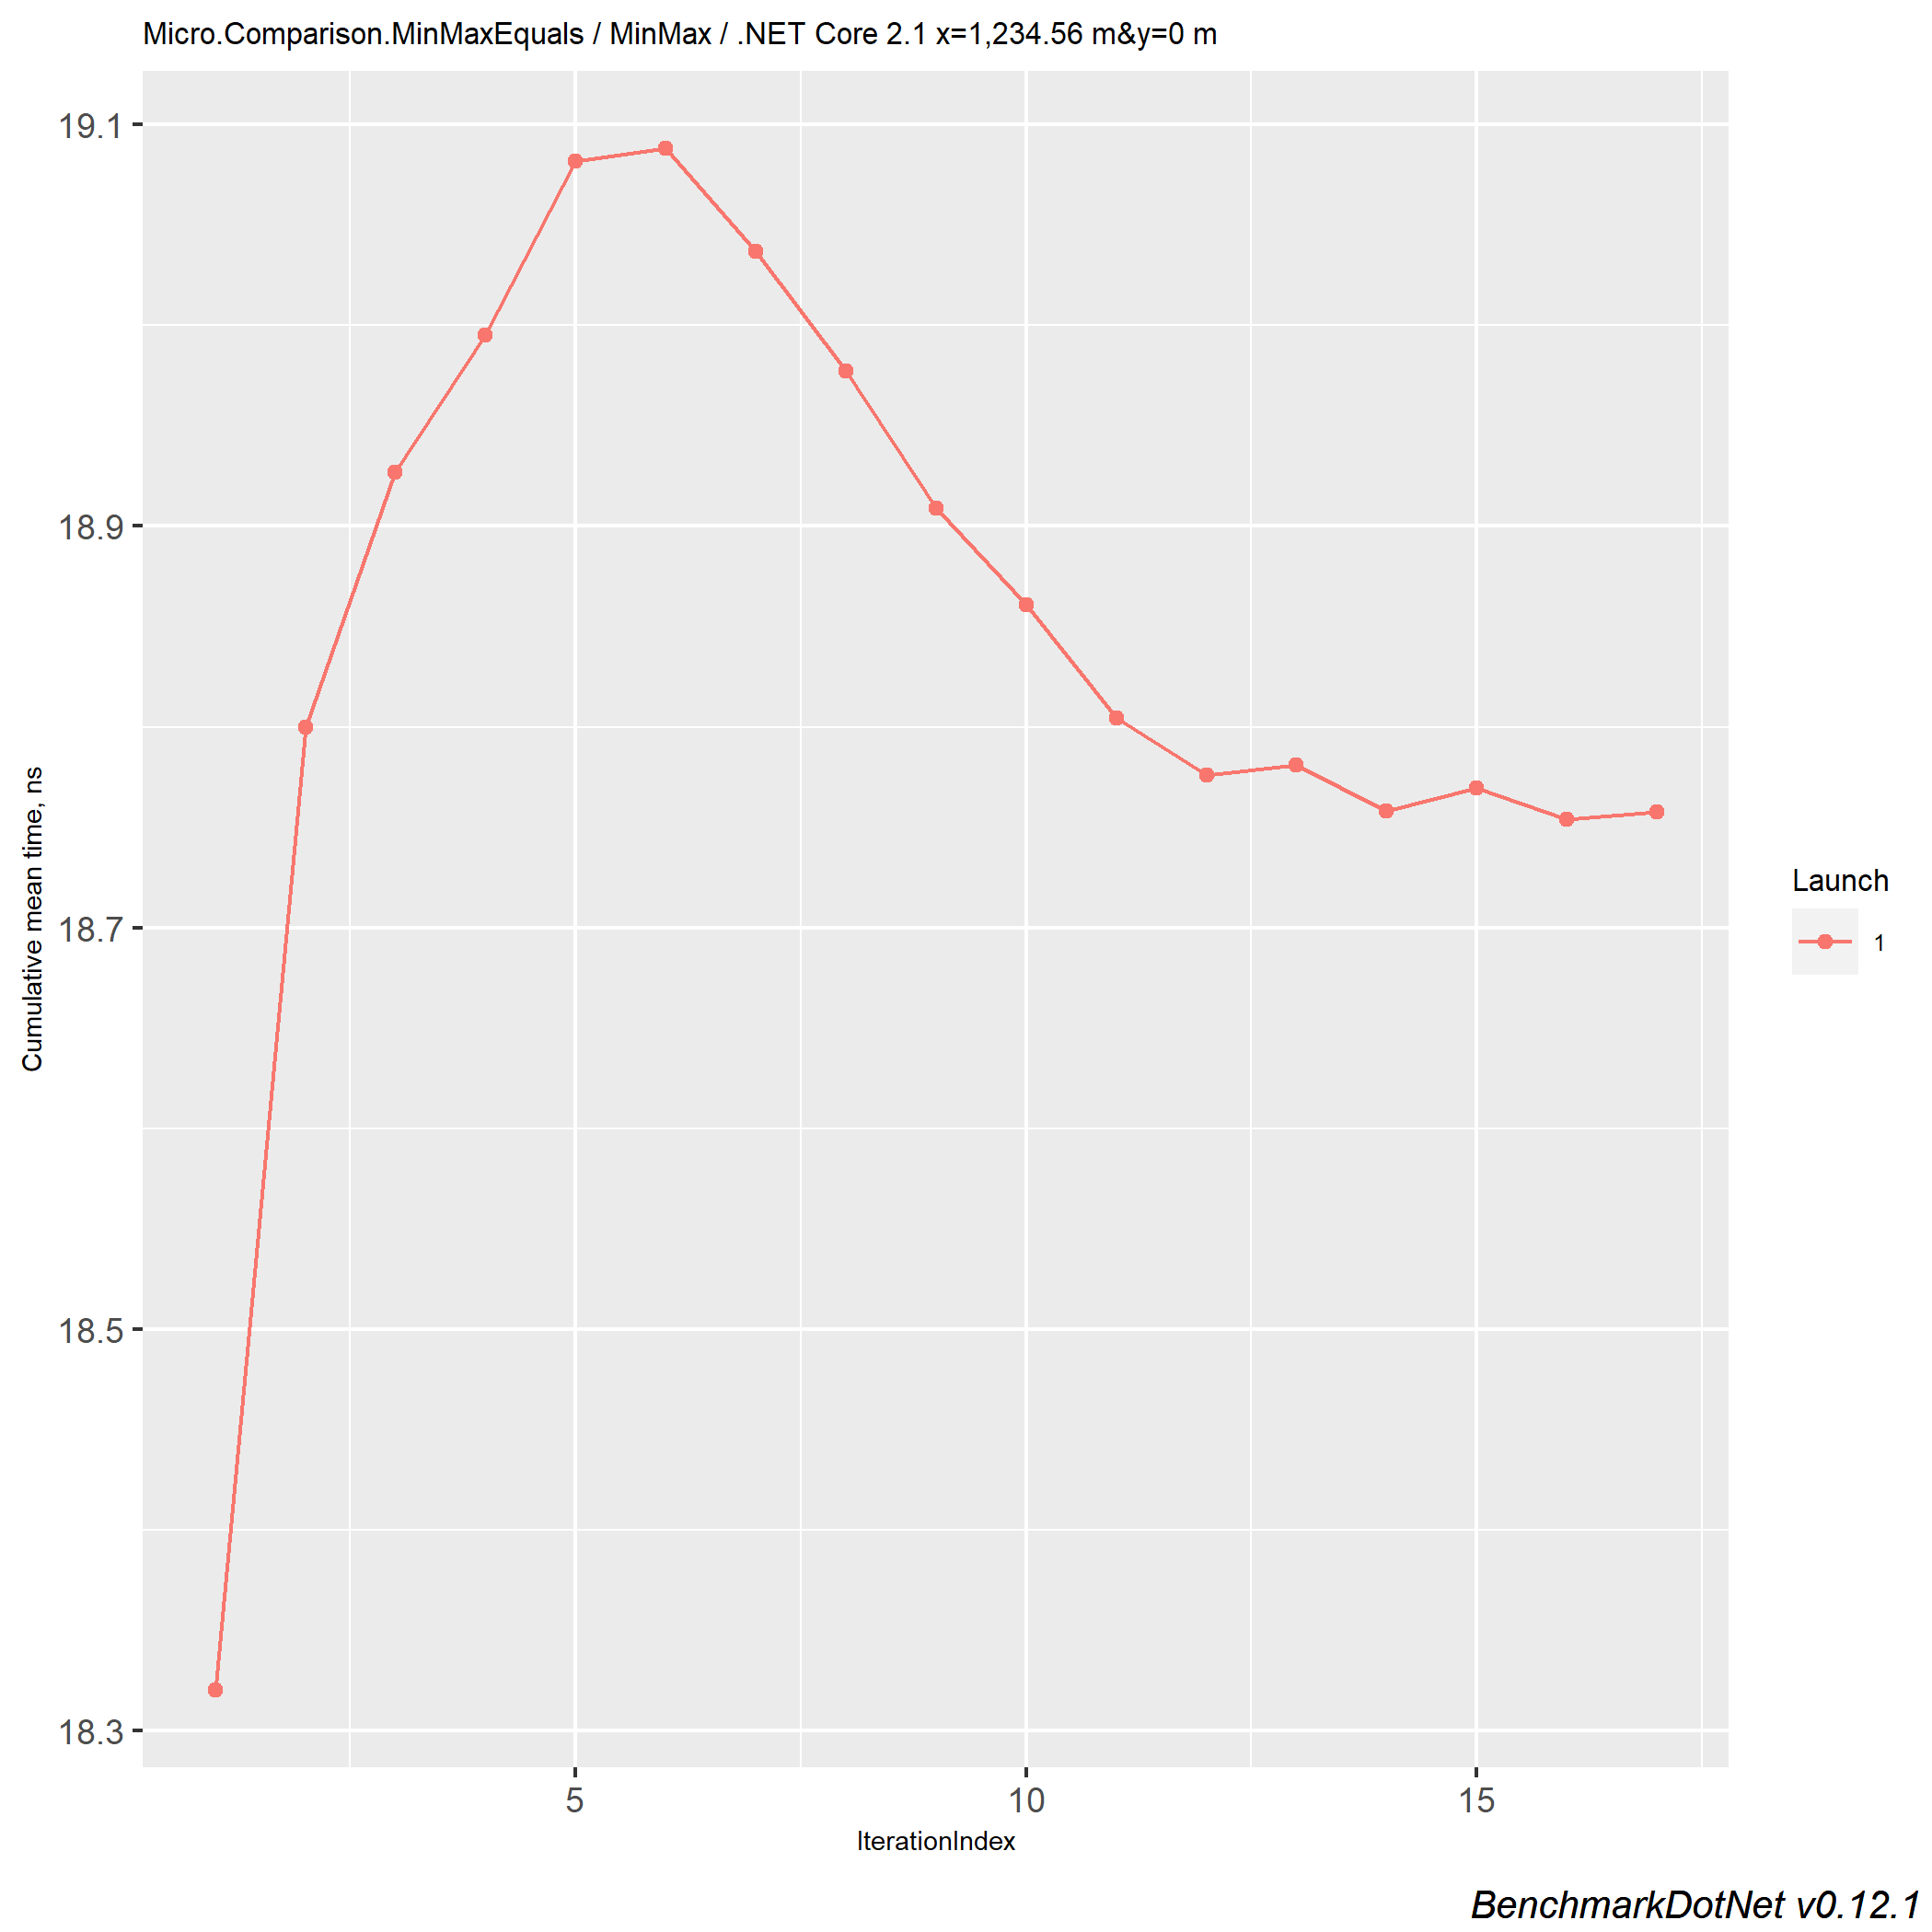 Micro.Comparison.MinMaxEquals / MinMax / .NET Core 2.1 x=1,234.56 m&y=0 m
19.1
18.9
18.7
18.5
18.3
Cumulative mean time, ns
5
10
15
IterationIndex
Launch
1
BenchmarkDotNet v0.12.1